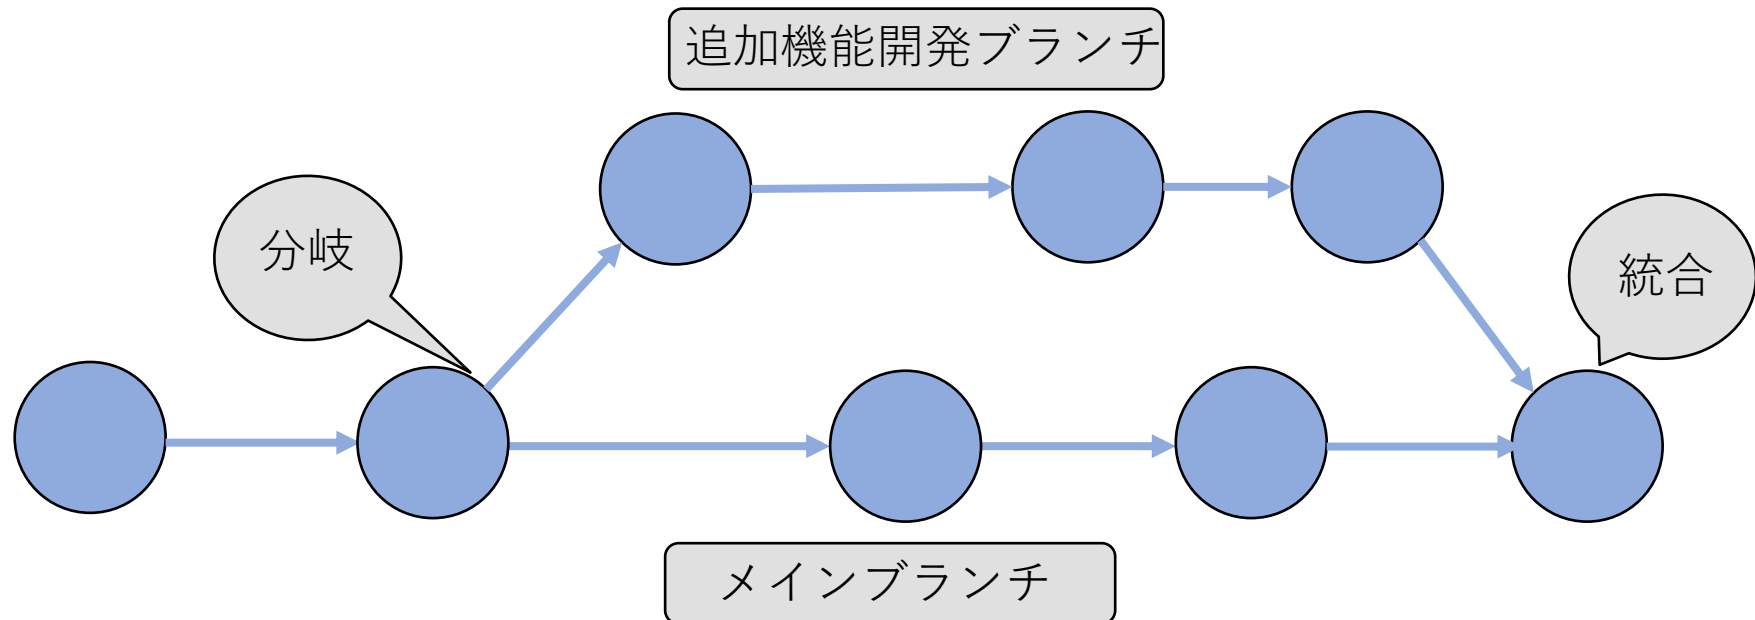 追加機能開発ブランチ
分岐
統合
メインブランチ